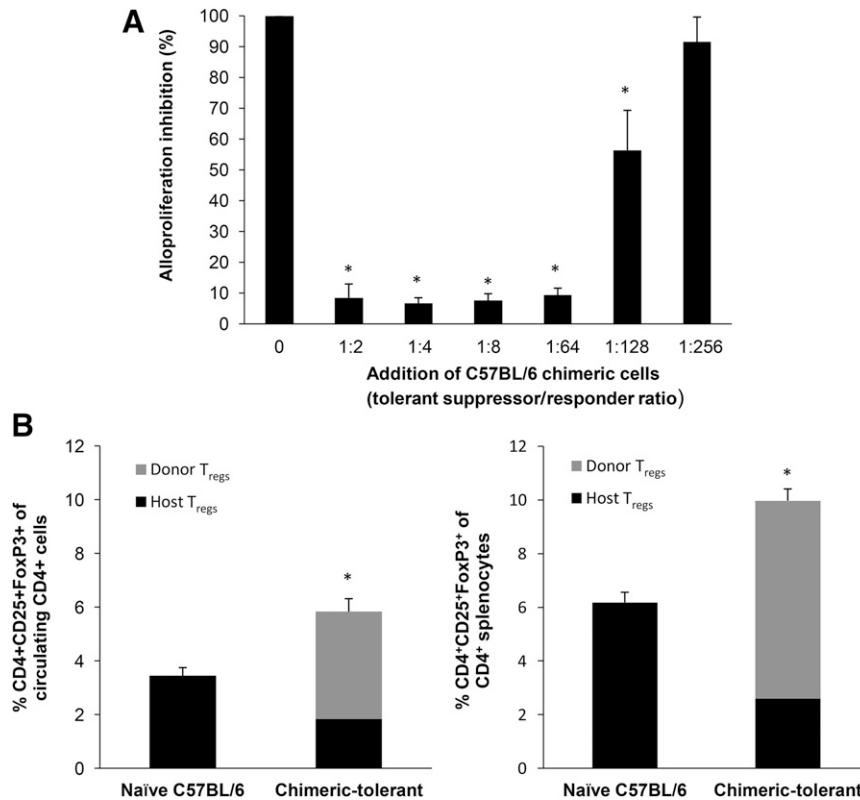 A
Alloproliferation inhibition (%)
100
90
80
70
60
50
40
30
20
10
0
*
*
*
*
*
0 1:2 1:4 1:8 1:64 1:128 1:256
Addition of C57BL/6 chimeric cells
(tolerant suppressor/responder ratio)
B
% CD4+CD25+FoxP3+ of
circulating CD4+ cells
12
10
8
6
4
2
0
Donor Tregs
Host Tregs
*
Naïve C57BL/6 Chimeric-tolerant
% CD4+CD25+FoxP3+ of
CD4+ splenocytes
12
10
8
6
4
2
0
Donor Tregs
Host Tregs
*
Naïve C57BL/6 Chimeric-tolerant